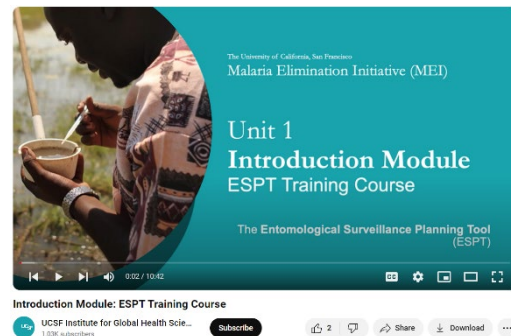 The University of California, San Francisco
Malaria Elimination Initiative (MEI)
Unit 1
Introduction Module
ESPT Training Course
The Entomological Surveillance Planning Tool
(ESPT)
0:02 / 10:42
CC
Introduction Module: ESPT Training Course
UCSF
UCSF Institute for Global Health Scie...
1.03K subscribers
Subscribe
2
Share
Download
...